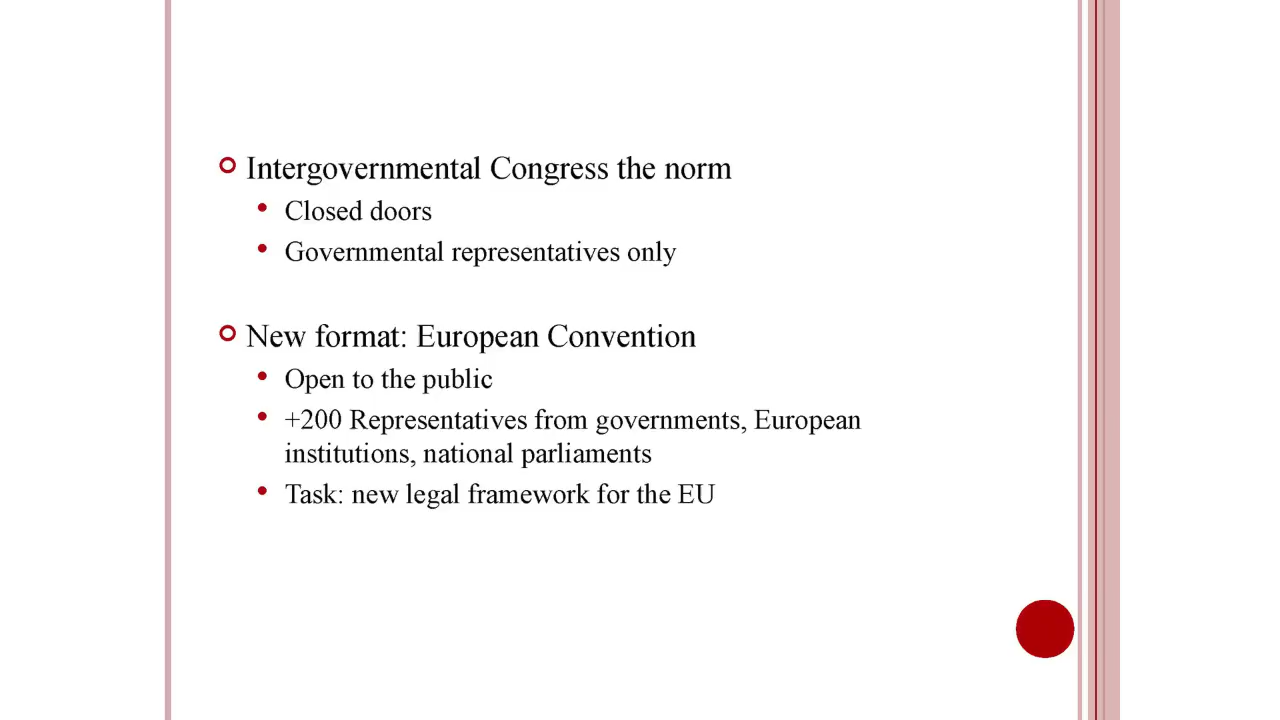 Intergovernmental Congress the norm
Closed doors
Governmental representatives only
New format: European Convention
Open to the public
+200 Representatives from governments, European
institutions, national parliaments
Task: new legal framework for the EU